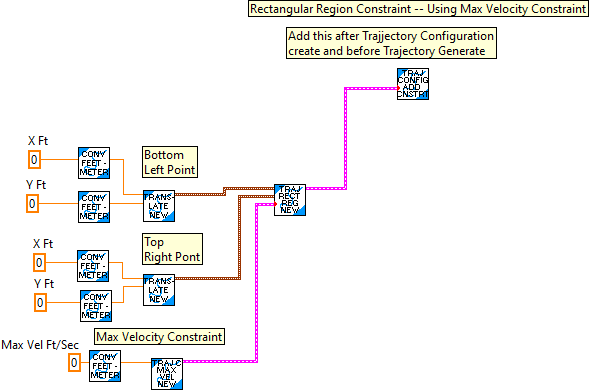 Rectangular Region Constraint -- Using Max Velocity Constraint
Add this after Trajjectory Configuration
create and before Trajectory Generate
TRAJ
CONFIG
ADD
CNSTRT
X Ft
0
CONV
FEET -
METER
Bottom
Left Point
Y Ft
0
CONV
FEET -
METER
TRANS-
LATE
NEW
TRAJ
RECT
REG
NEW
X Ft
0
CONV
FEET -
METER
Top
Right Pont
Y Ft
0
CONV
FEET -
METER
TRANS-
LATE
NEW
Max Velocity Constraint
Max Vel Ft/Sec
0
CONV
FEET -
METER
TRAJ.C
MAX
VEL
NEW